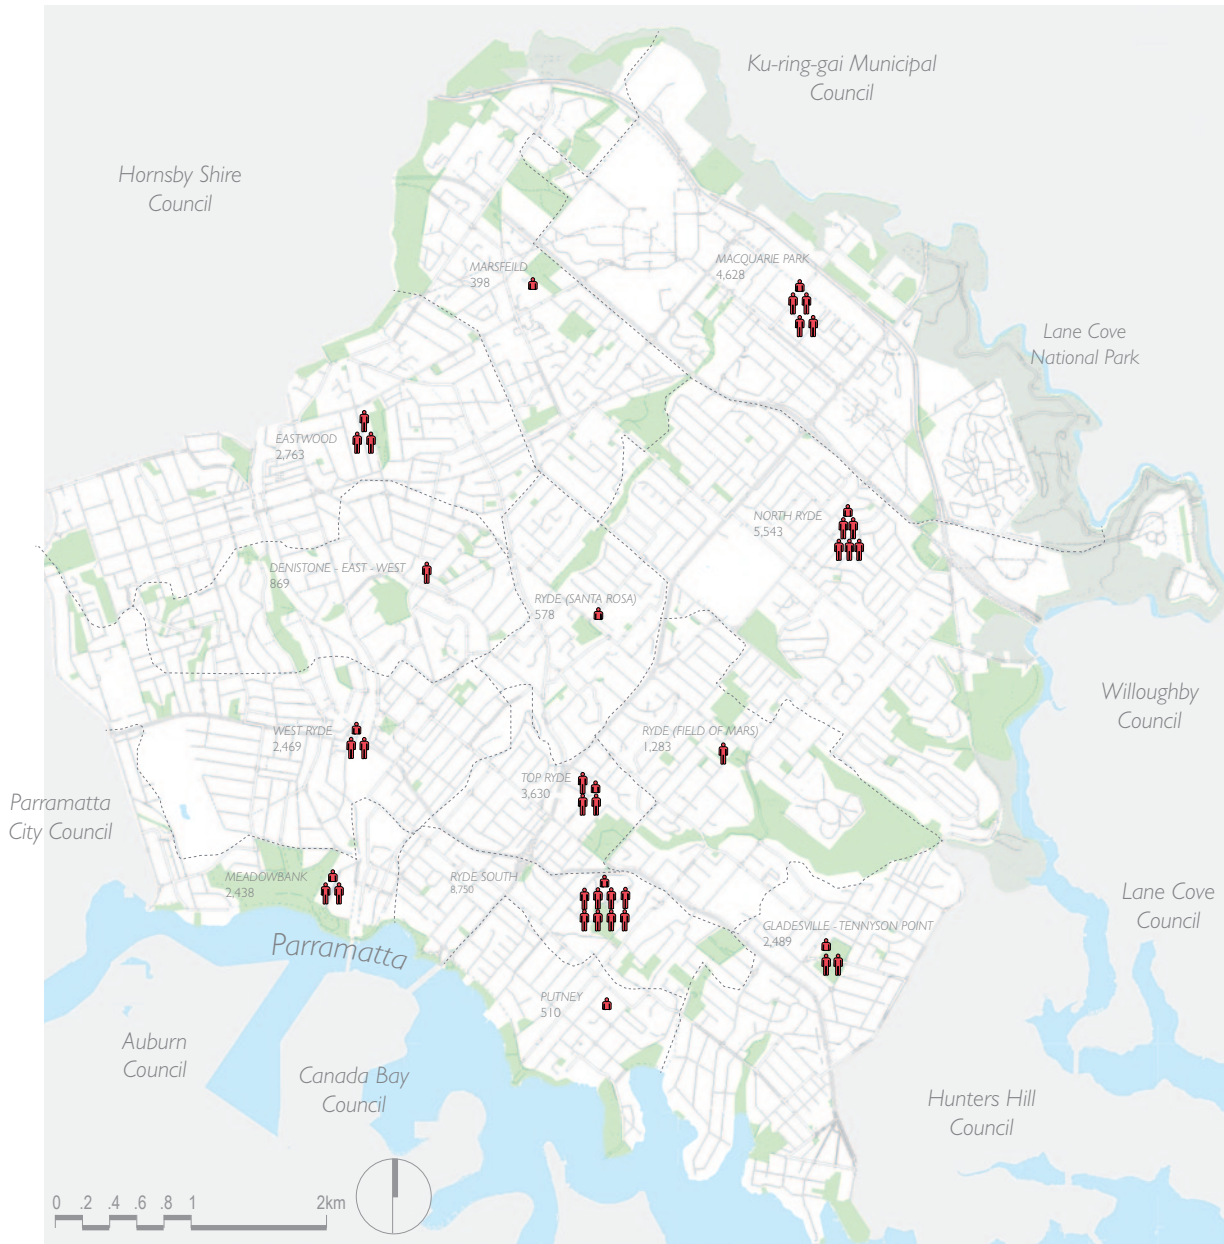 Ku-ring-gai Municipal
Council
Hornsby Shire
Council
MARSFEILD
398
MACQUARIE PARK
4,628
Lane Cove
National Park
EASTWOOD
2,763
NORTH RYDE
5,543
DENISTONE - EAST - WEST
869
RYDE (SANTA ROSA)
578
Willoughby
Council
WEST RYDE
2,469
RYDE (FIELD OF MARS)
1,283
TOP RYDE
3,630
Parramatta
City Council
MEADOWBANK
2,438
RYDE SOUTH
8,750
Lane Cove
Council
GLADESVILLE - TENNYSON POINT
2,489
Parramatta
PUTNEY
510
Auburn
Council
Canada Bay
Council
Hunters Hill
Council
0 .2 .4 .6 .8 1 2km